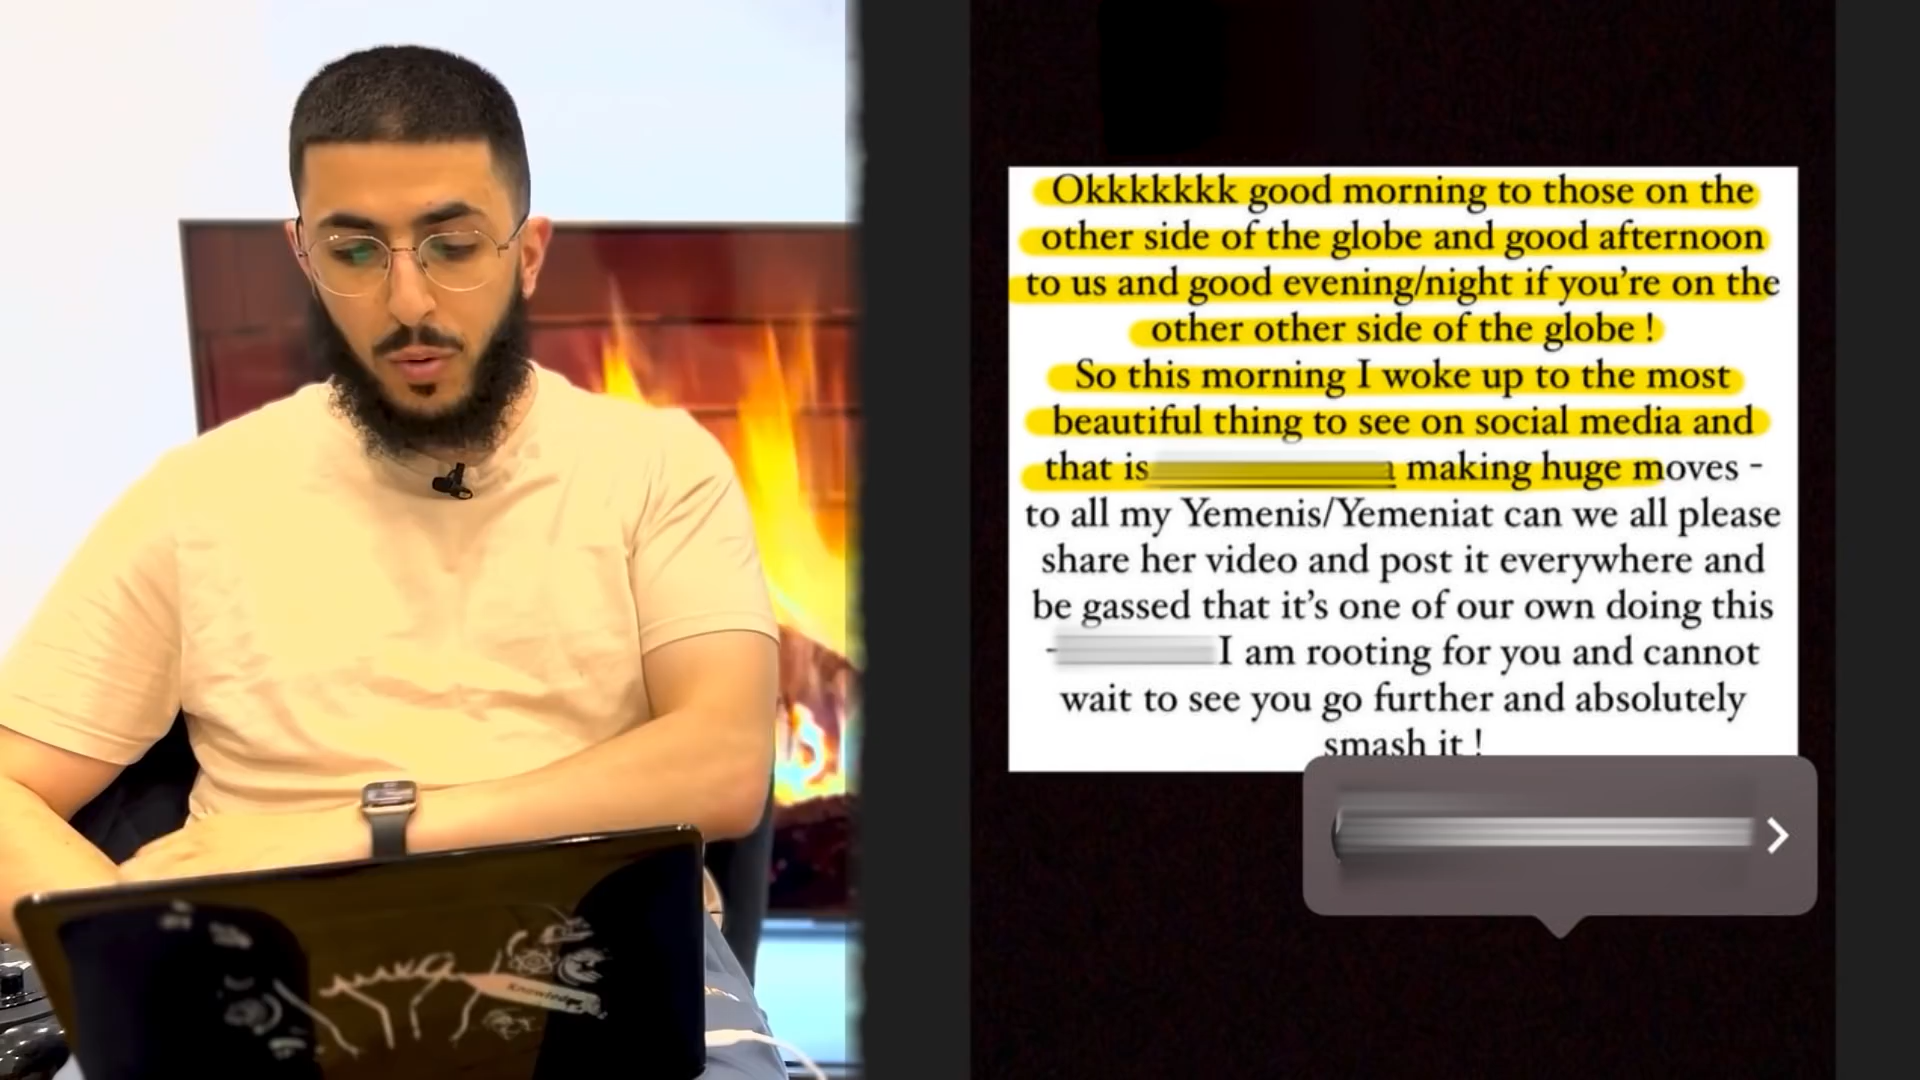 Okkkkkkk good morning to those on the
other side of the globe and good afternoon
to us and good evening/night if you're on the
other other side of the globe !
So this morning I woke up to the most
beautiful thing to see on social media and
that is making huge moves -
to all my Yemenis/Yemeniat can we all please
share her video and post it everywhere and
be gassed that it's one of our own doing this
- I am rooting for you and cannot
wait to see you go further and absolutely
smash it !
Knowledge